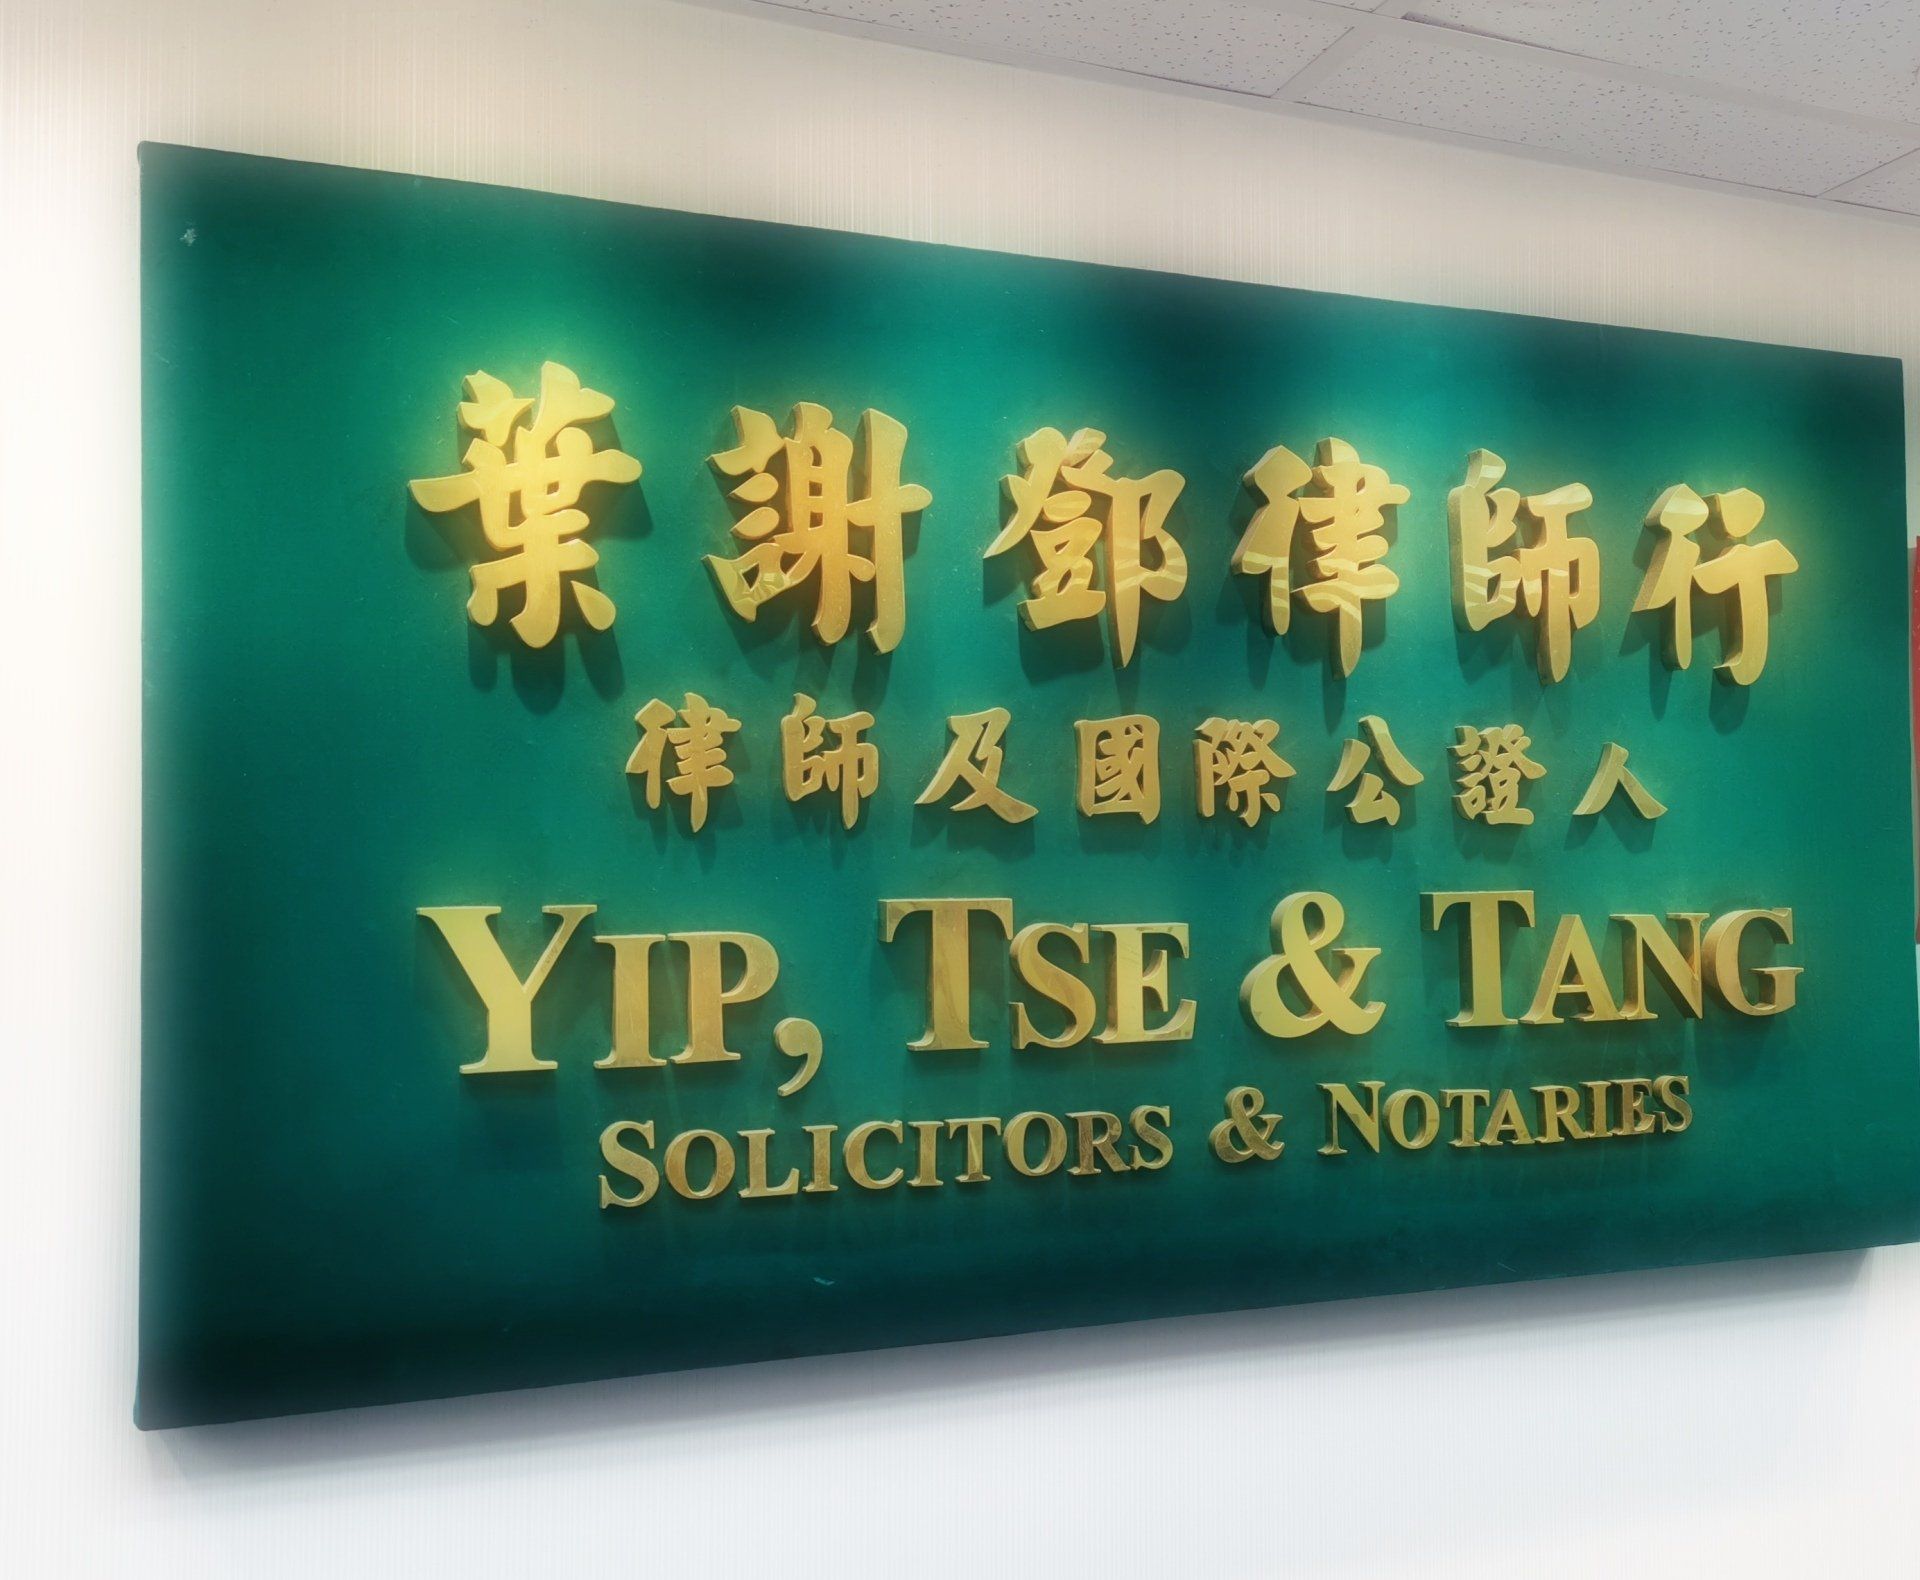 葉謝鄧律師行
律師及國際公證人
YIP, TSE & TANG
SOLICITORS & NOTARIES